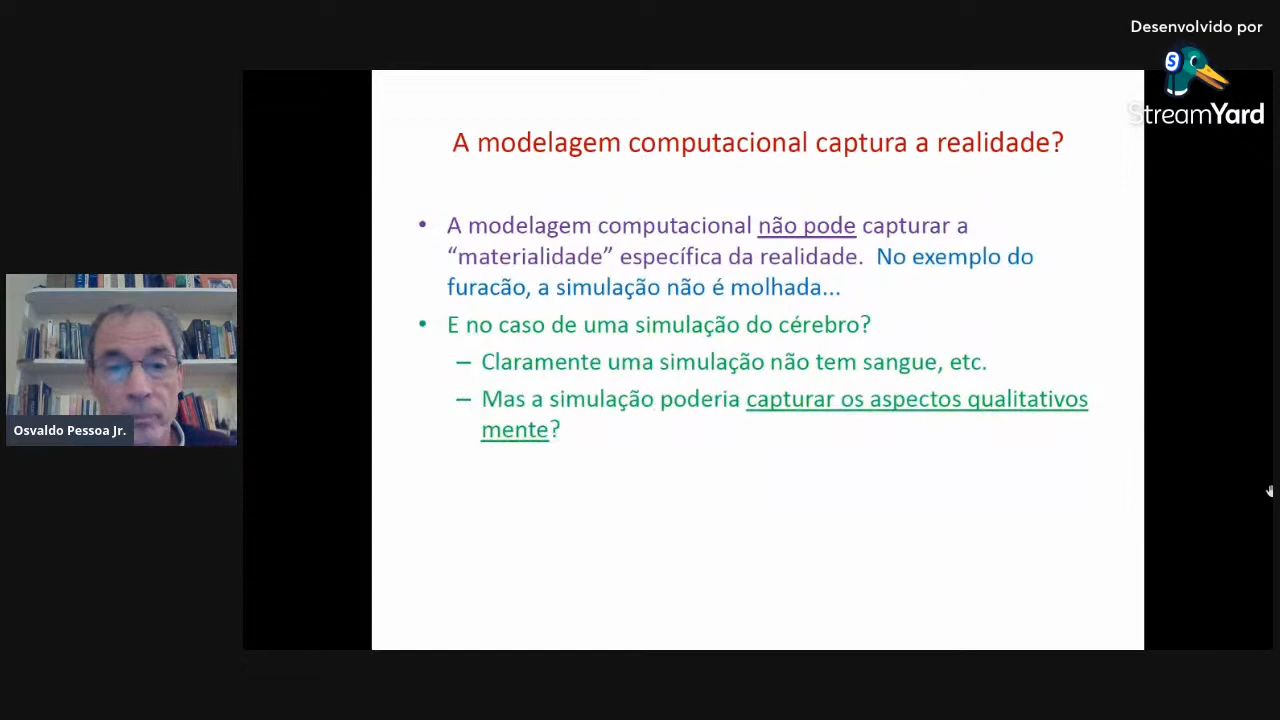 Desenvolvido por
StreamYard
A modelagem computacional captura a realidade?
• A modelagem computacional não pode capturar a
“materialidade” específica da realidade. No exemplo do
furacão, a simulação não é molhada...
• E no caso de uma simulação do cérebro?
– Claramente uma simulação não tem sangue, etc.
– Mas a simulação poderia capturar os aspectos qualitativos
mente?
Osvaldo Pessoa Jr.